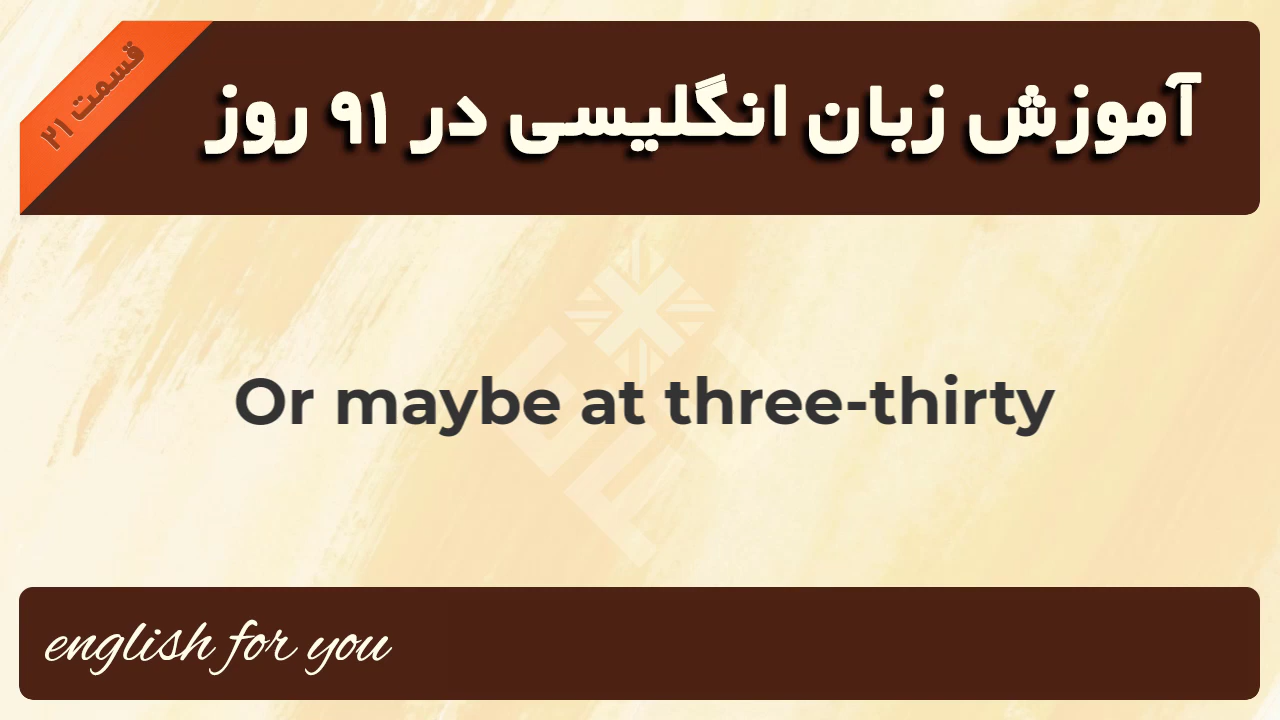 قسمت ۲۱
آموزش زبان انگلیسی در ۹۱ روز
Or maybe at three-thirty
english for you